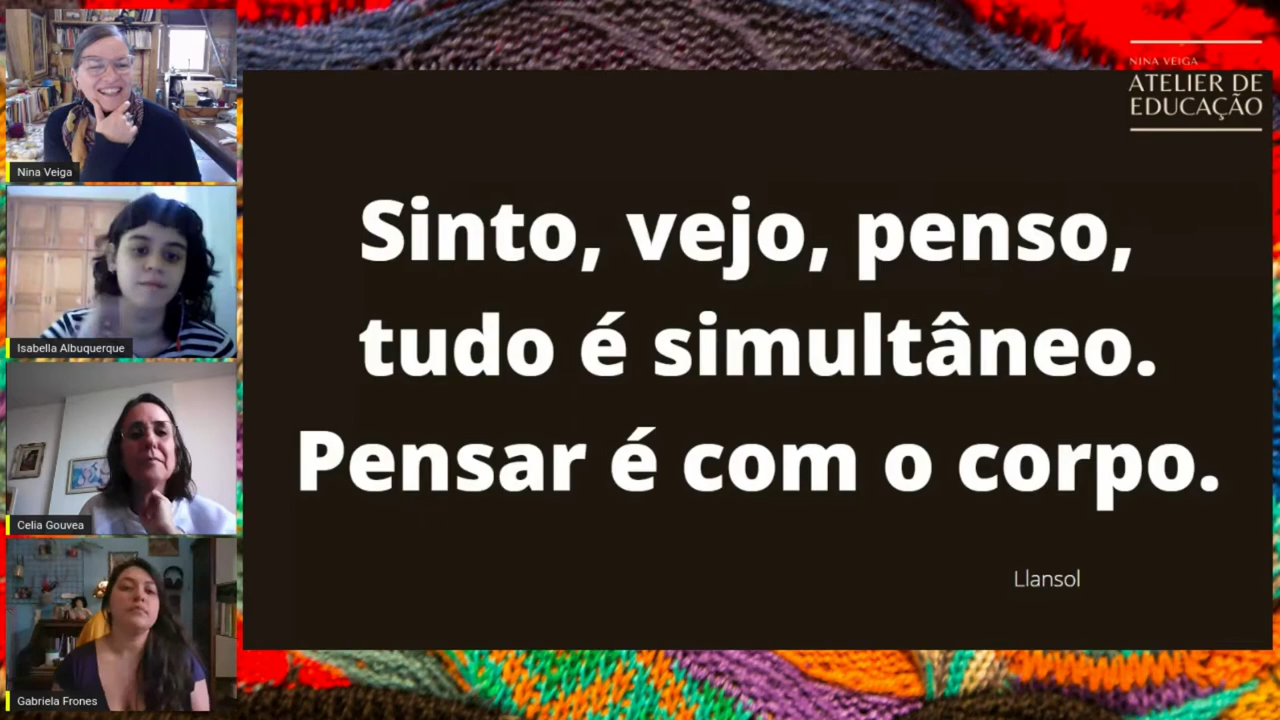 Nina Veiga
Isabella Albuquerque
Celia Gouvea
Gabriela Frones
NINA VEIGA
ATELIER DE
EDUCAÇÃO
Sinto, vejo, penso,
tudo é simultâneo.
Pensar é com o corpo.
Llansol